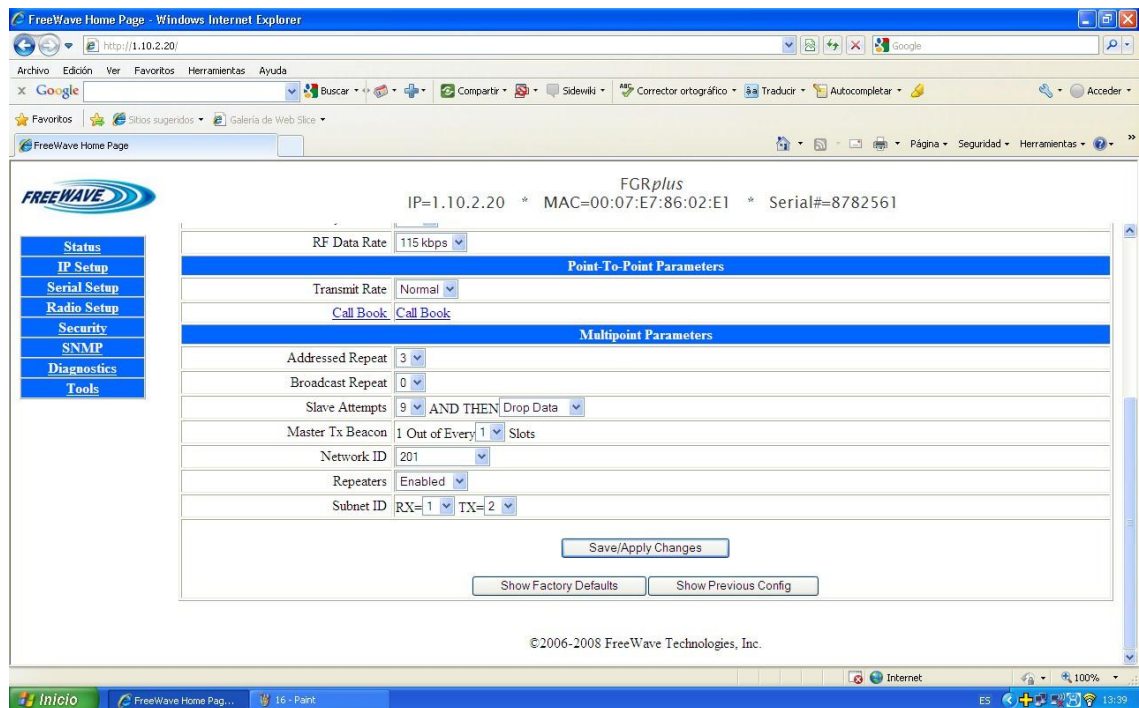 FreeWave Home Page - Windows Internet Explorer
http://1.10.2.20/
Google
Archivo Edición Ver Favoritos Herramientas Ayuda
x Google Buscar Compartir Sidewiki Corrector ortográfico Traducir Autocompletar Acceder
Favoritos Sitios sugeridos Galería de Web Slice
FreeWave Home Page Página Seguridad Herramientas »
FREEWAVE
FGRplus
IP=1.10.2.20 * MAC=00:07:E7:86:02:E1 * Serial#=8782561
Status
IP Setup
Serial Setup
Radio Setup
Security
SNMP
Diagnostics
Tools
RF Data Rate 115 kbps
Point-To-Point Parameters
Transmit Rate Normal
Call Book Call Book
Multipoint Parameters
Addressed Repeat 3
Broadcast Repeat 0
Slave Attempts 9 AND THEN Drop Data
Master Tx Beacon 1 Out of Every 1 Slots
Network ID 201
Repeaters Enabled
Subnet ID RX= 1 TX= 2
Save/Apply Changes
Show Factory Defaults Show Previous Config
©2006-2008 FreeWave Technologies, Inc.
Internet 100%
Inicio FreeWave Home Pag... 16 - Paint ES 13:39